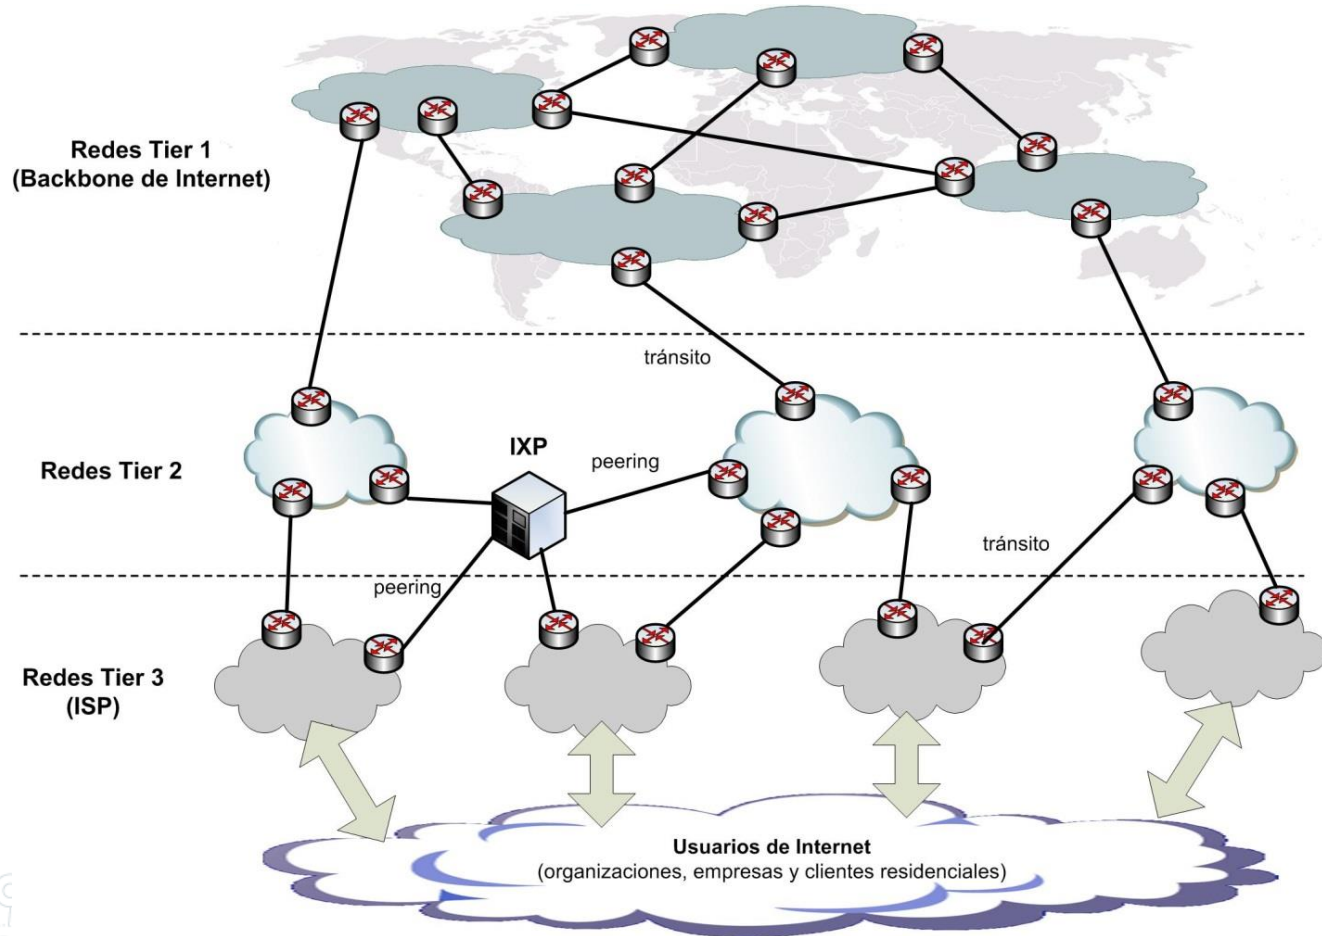 Redes Tier 1
(Backbone de Internet)
tránsito
IXP
peering
Redes Tier 2
tránsito
peering
Redes Tier 3
(ISP)
Usuarios de Internet
(organizaciones, empresas y clientes residenciales)